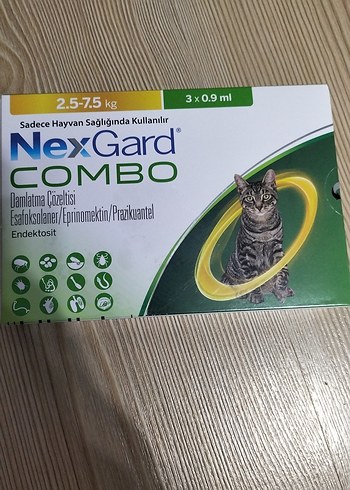 2.5-7.5 kg
3 x 0.9 ml
Sadece Hayvan Sağlığında Kullanılır
NexGard®
COMBO
Damlatma Çözeltisi
Esafoksolaner/Eprinomektin/Prazikuantel
Endektosit